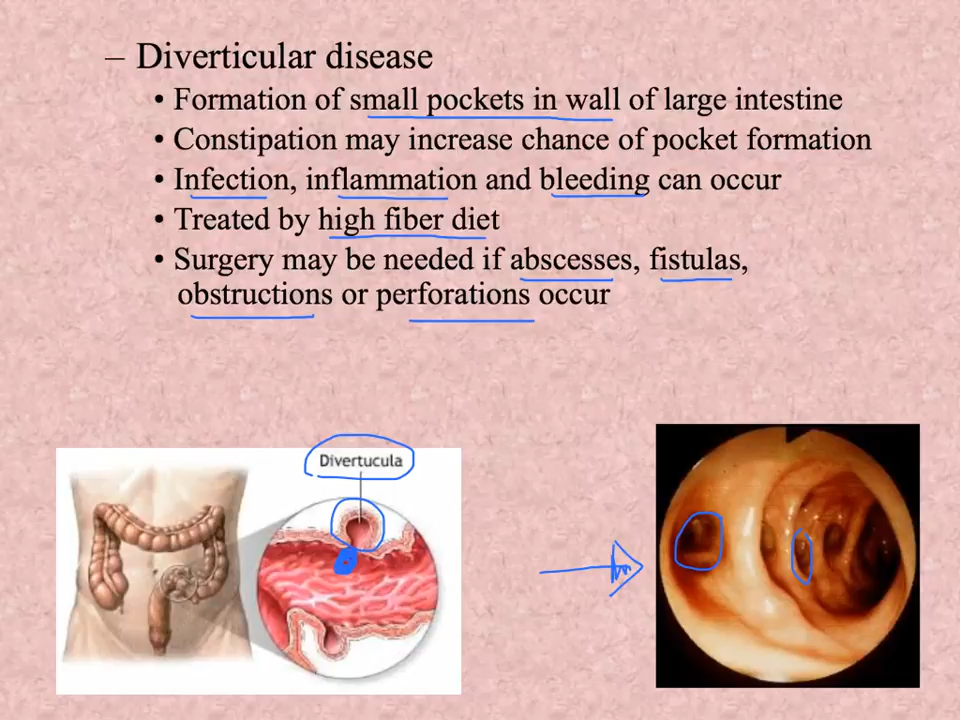 – Diverticular disease
• Formation of small pockets in wall of large intestine
• Constipation may increase chance of pocket formation
• Infection, inflammation and bleeding can occur
• Treated by high fiber diet
• Surgery may be needed if abscesses, fistulas,
obstructions or perforations occur
Divertucula